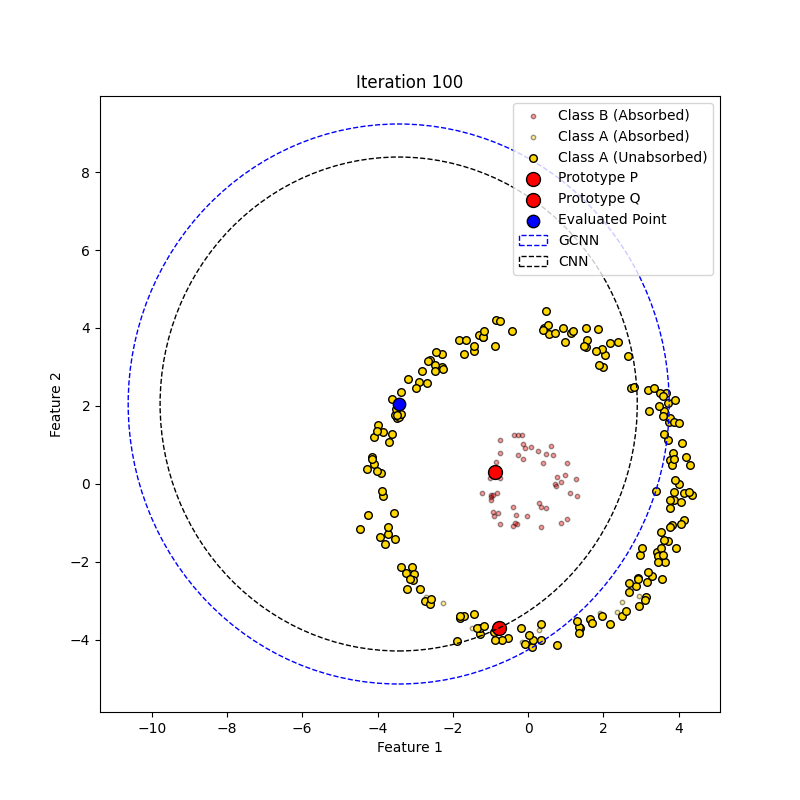 Iteration 100
Class B (Absorbed)
Class A (Absorbed)
Class A (Unabsorbed)
Prototype P
Prototype Q
Evaluated Point
GCNN
CNN
8
6
4
2
0
−2
−4
Feature 2
−10
−8
−6
−4
−2
0
2
4
Feature 1